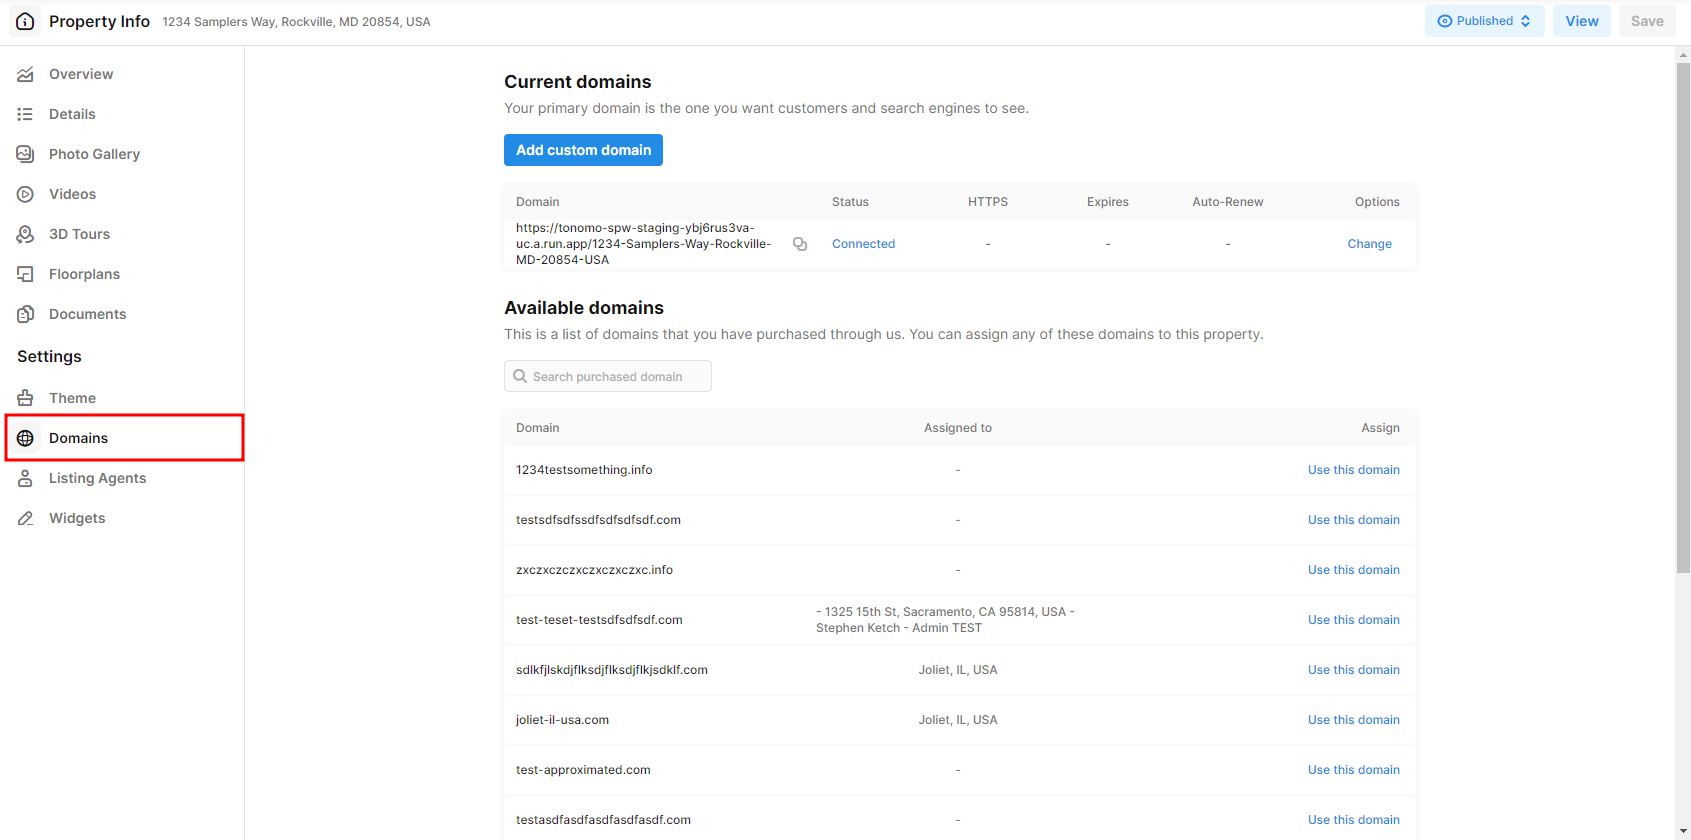 Property Info 1234 Samplers Way, Rockville, MD 20854, USA Published View Save
Overview
Details
Photo Gallery
Videos
3D Tours
Floorplans
Documents
Settings
Theme
Domains
Listing Agents
Widgets
Current domains
Your primary domain is the one you want customers and search engines to see.
Add custom domain
Domain Status HTTPS Expires Auto-Renew Options
https://tonomo-spw-staging-ybj6rus3va-
uc.a.run.app/1234-Samplers-Way-Rockville-
MD-20854-USA
Connected - - - Change
Available domains
This is a list of domains that you have purchased through us. You can assign any of these domains to this property.
Search purchased domain
Domain Assigned to Assign
1234testsomething.info - Use this domain
testsdfsdfssdfsdfsdfsdf.com - Use this domain
zxczxczczxczxczxczxc.info - Use this domain
test-teset-testsdfsdfsdf.com
- 1325 15th St, Sacramento, CA 95814, USA -
Stephen Ketch - Admin TEST
Use this domain
sdlkfjlskdjflksdjflksdjflkjsdklf.com Joliet, IL, USA Use this domain
joliet-il-usa.com Joliet, IL, USA Use this domain
test-approximated.com - Use this domain
testasdfasdfasdfasdfasdf.com - Use this domain